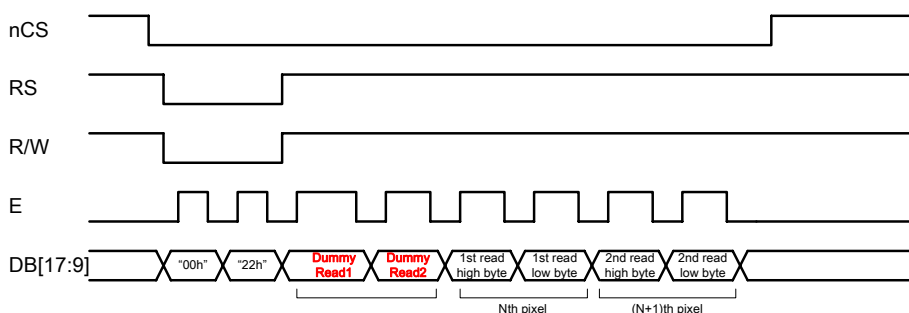 nCS
RS
R/W
E
DB[17:9]
"00h"
"22h"
Dummy
Read1
Dummy
Read2
1st read
high byte
1st read
low byte
2nd read
high byte
2nd read
low byte
Nth pixel
(N+1)th pixel